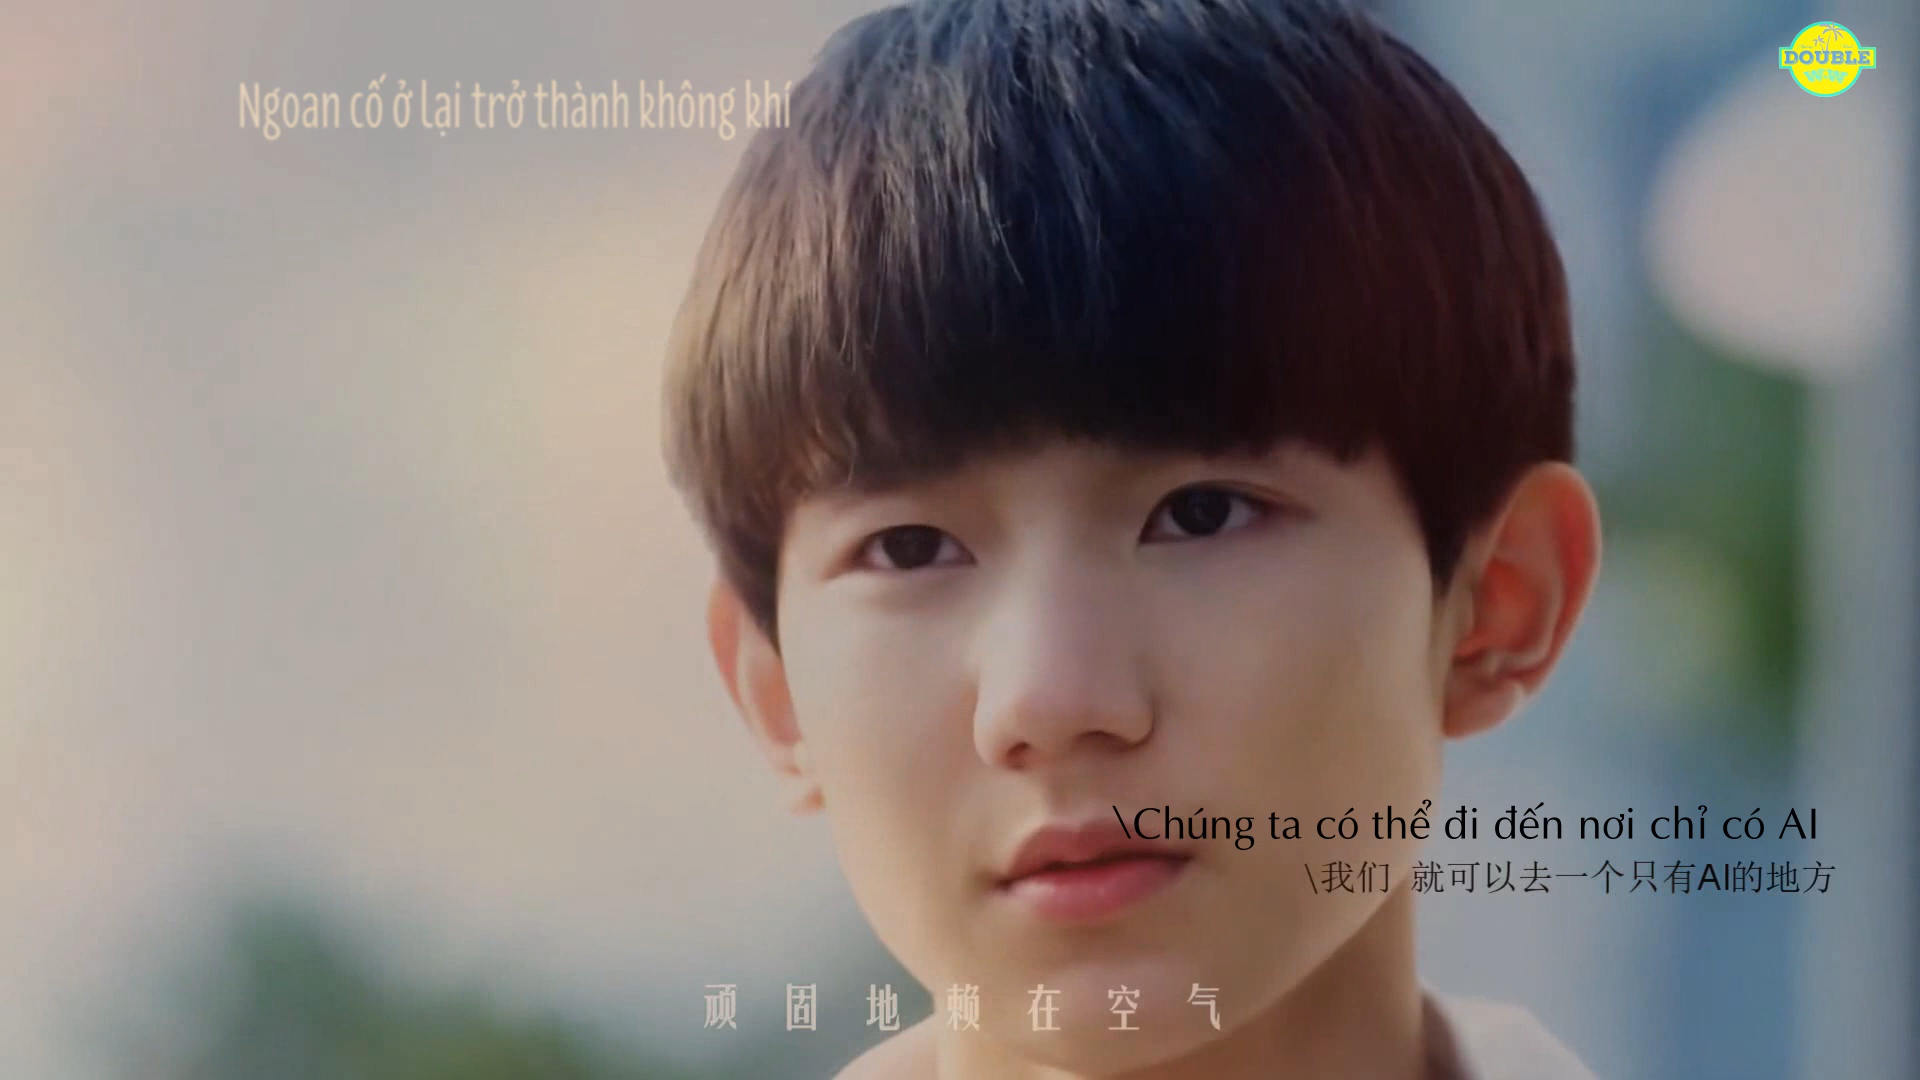 DOUBLE
W-W
Ngoan cố ở lại trở thành không khí
\Chúng ta có thể đi đến nơi chỉ có AI
\我们 就可以去一个只有AI的地方
顽固地赖在空气